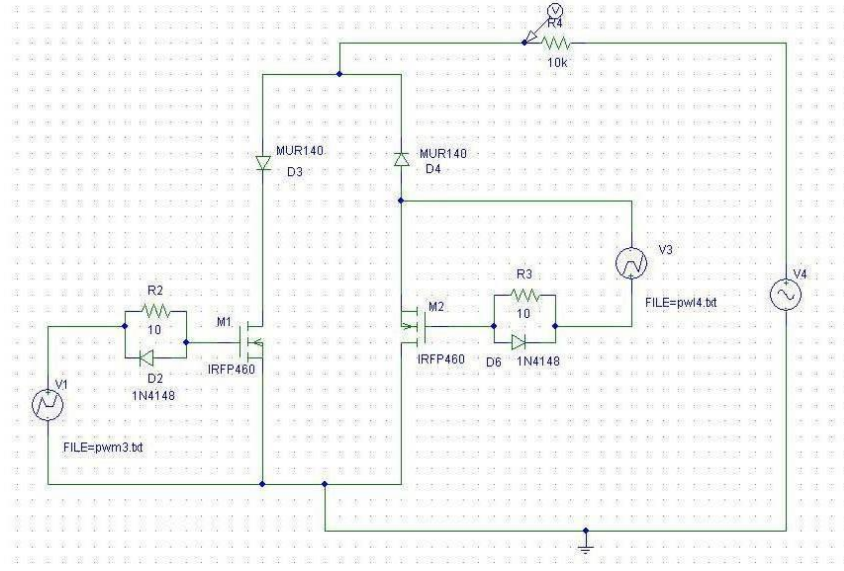 V
R4
10k
MUR140
D3
MUR140
D4
V3
FILE=pwl4.txt
V4
R2
10
D2
1N4148
M1
IRFP460
M2
IRFP460
R3
10
D6
1N4148
V1
FILE=pwm3.txt